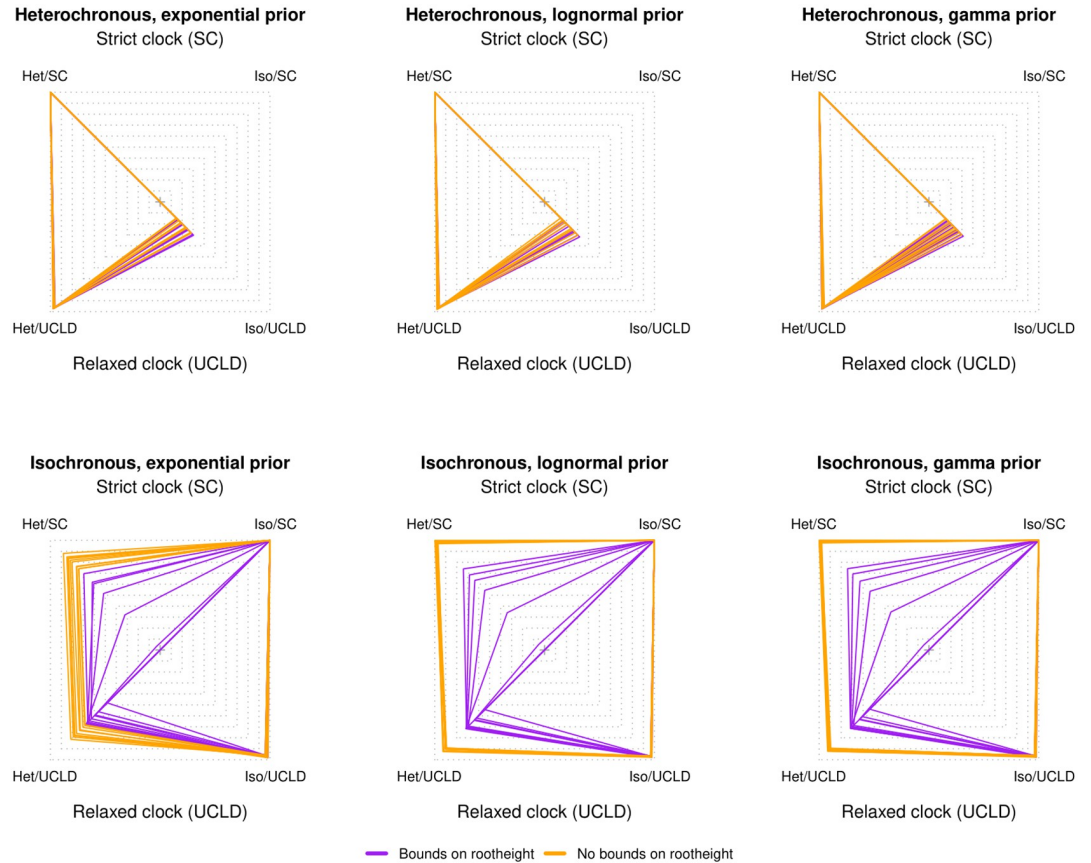 Heterochronous, exponential prior
Strict clock (SC)
Het/SC
Iso/SC
Het/UCLD
Iso/UCLD
Relaxed clock (UCLD)
Heterochronous, lognormal prior
Strict clock (SC)
Het/SC
Iso/SC
Het/UCLD
Iso/UCLD
Relaxed clock (UCLD)
Heterochronous, gamma prior
Strict clock (SC)
Het/SC
Iso/SC
Het/UCLD
Iso/UCLD
Relaxed clock (UCLD)
Isochronous, exponential prior
Strict clock (SC)
Het/SC
Iso/SC
Het/UCLD
Iso/UCLD
Relaxed clock (UCLD)
Isochronous, lognormal prior
Strict clock (SC)
Het/SC
Iso/SC
Het/UCLD
Iso/UCLD
Relaxed clock (UCLD)
Isochronous, gamma prior
Strict clock (SC)
Het/SC
Iso/SC
Het/UCLD
Iso/UCLD
Relaxed clock (UCLD)
Bounds on rootheight
No bounds on rootheight